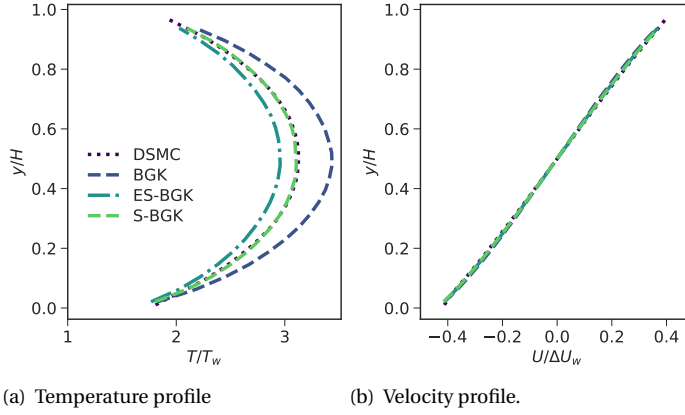 1.0
0.8
0.6
0.4
0.2
0.0
y/H
DSMC
BGK
ES-BGK
S-BGK
1 2 3
T/T_w
1.0
0.8
0.6
0.4
0.2
0.0
y/H
−0.4 −0.2 0.0 0.2 0.4
U/ΔU_w
(a) Temperature profile
(b) Velocity profile.